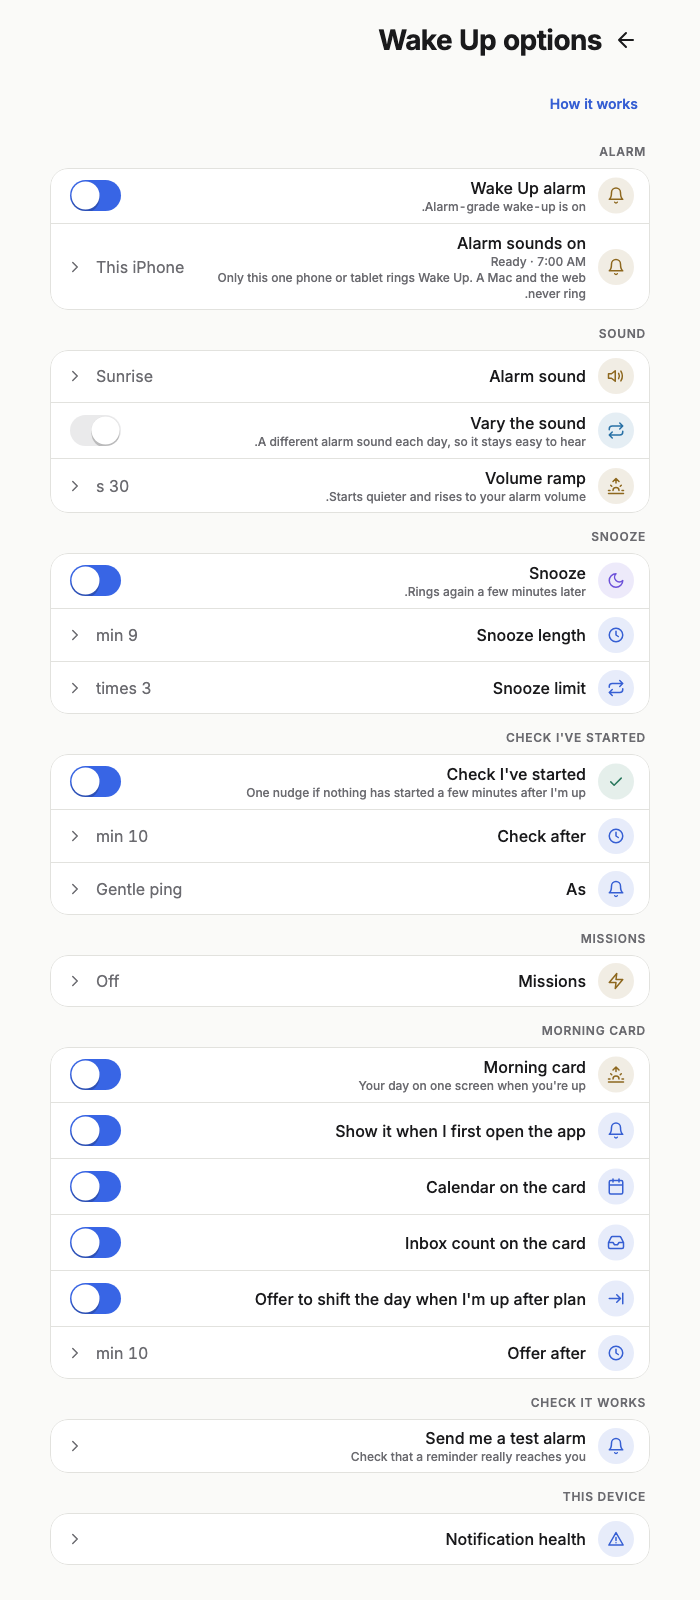 Wake Up options
How it works
ALARM
Wake Up alarm
.Alarm-grade wake-up is on
Alarm sounds on
Ready · 7:00 AM
Only this one phone or tablet rings Wake Up. A Mac and the web
.never ring
This iPhone
SOUND
Alarm sound
Sunrise
Vary the sound
.A different alarm sound each day, so it stays easy to hear
Volume ramp
.Starts quieter and rises to your alarm volume
s 30
SNOOZE
Snooze
.Rings again a few minutes later
Snooze length
min 9
Snooze limit
times 3
CHECK I'VE STARTED
Check I've started
One nudge if nothing has started a few minutes after I'm up
Check after
min 10
As
Gentle ping
MISSIONS
Missions
Off
MORNING CARD
Morning card
Your day on one screen when you're up
Show it when I first open the app
Calendar on the card
Inbox count on the card
Offer to shift the day when I'm up after plan
Offer after
min 10
CHECK IT WORKS
Send me a test alarm
Check that a reminder really reaches you
THIS DEVICE
Notification health